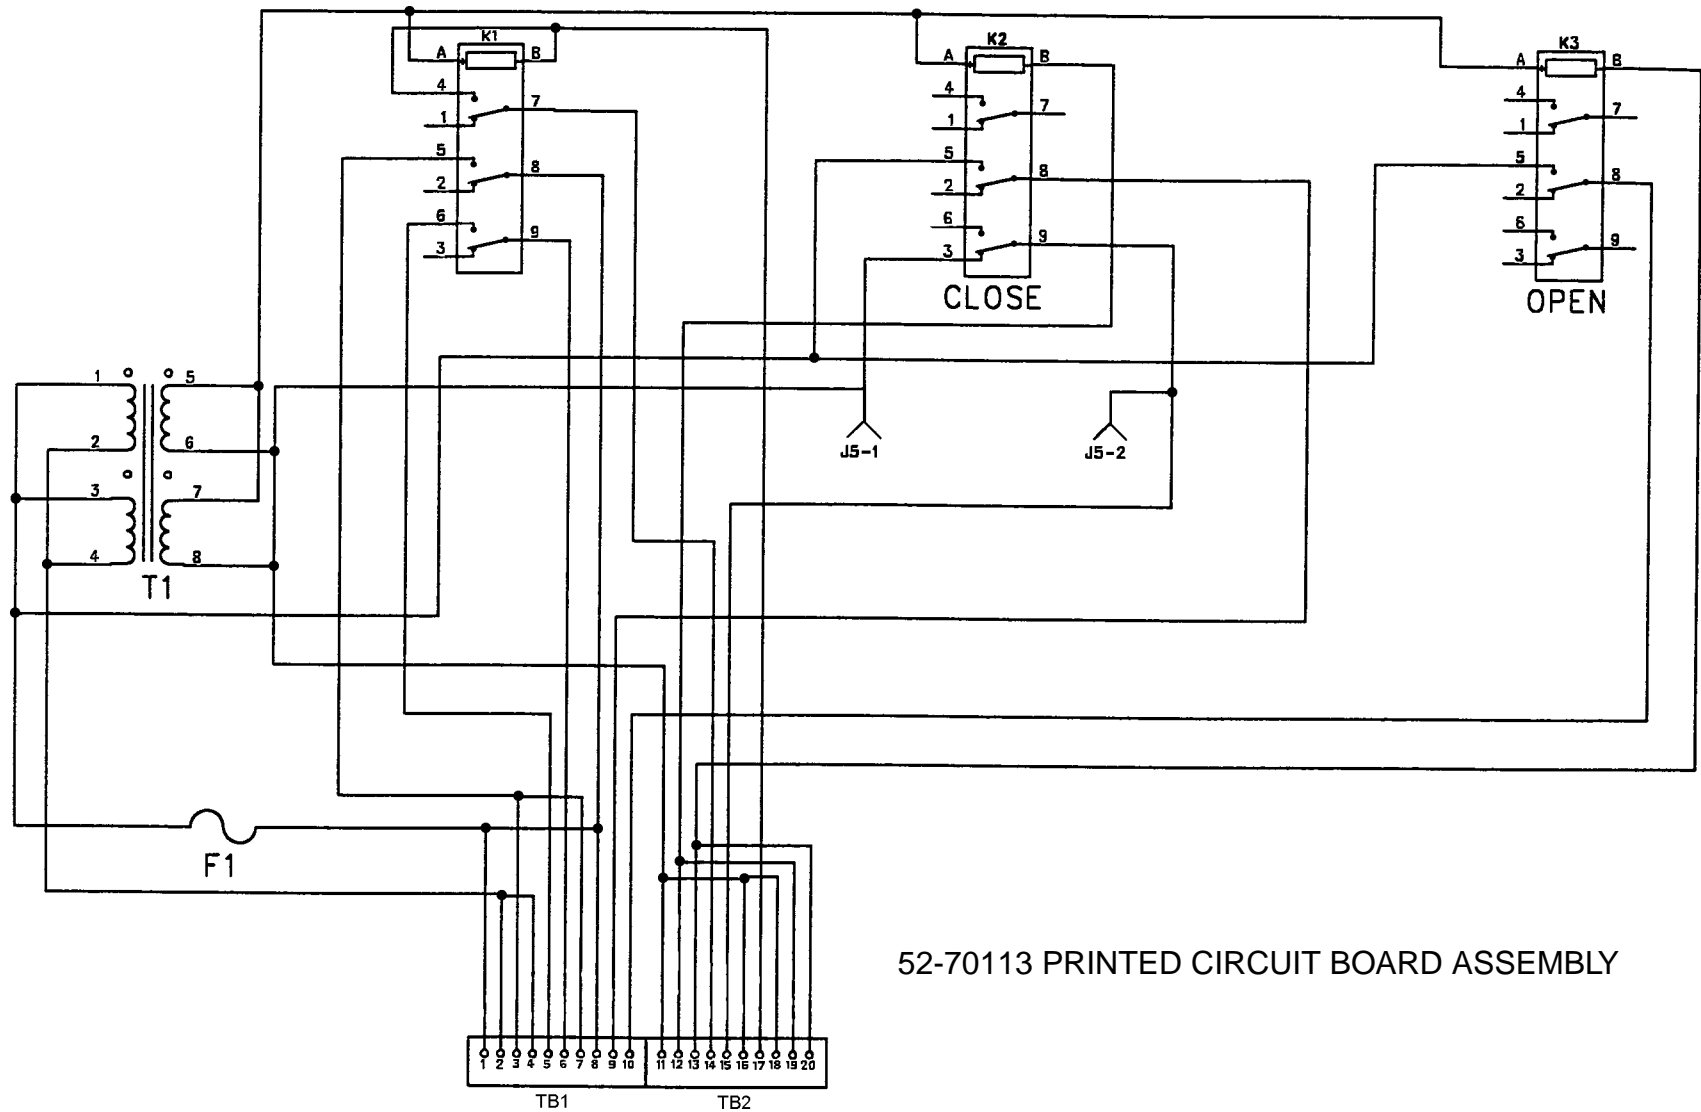 K1
A B
4
7
1
5
8
2
6
9
3
K2
A B
4
7
1
5
8
2
6
9
3
CLOSE
K3
A B
4
7
1
5
8
2
6
9
3
OPEN
1 5
2 6
3 7
4 8
T1
J5-1
J5-2
F1
52-70113 PRINTED CIRCUIT BOARD ASSEMBLY
1 2 3 4 5 6 7 8 9 10 11 12 13 14 15 16 17 18 19 20
TB1 TB2